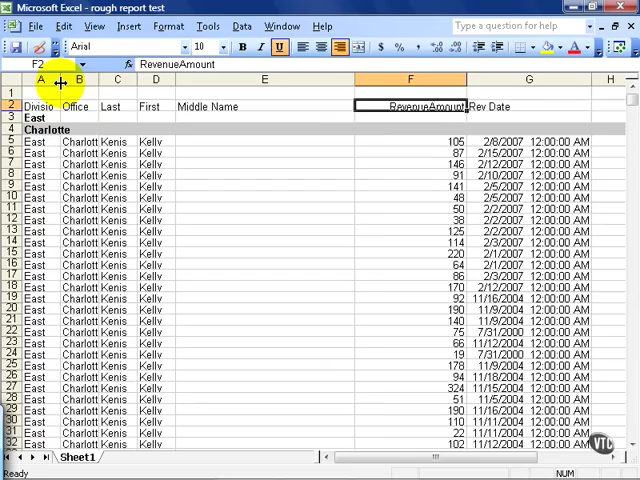 Microsoft Excel - rough report test
File Edit View Insert Format Tools Data Window Help Type a question for help
Arial 10 B I U $ % ,
F2 fx RevenueAmount
A B C D E F G H
1
2 Divisio Office Last First Middle Name RevenueAmount Rev Date
3 East
4 Charlotte
5 East Charlott Kenis Kelly 105 2/8/2007 12:00:00 AM
6 East Charlott Kenis Kelly 87 2/15/2007 12:00:00 AM
7 East Charlott Kenis Kelly 146 2/12/2007 12:00:00 AM
8 East Charlott Kenis Kelly 91 2/10/2007 12:00:00 AM
9 East Charlott Kenis Kelly 141 2/5/2007 12:00:00 AM
10 East Charlott Kenis Kelly 48 2/5/2007 12:00:00 AM
11 East Charlott Kenis Kelly 50 2/2/2007 12:00:00 AM
12 East Charlott Kenis Kelly 38 2/2/2007 12:00:00 AM
13 East Charlott Kenis Kelly 125 2/2/2007 12:00:00 AM
14 East Charlott Kenis Kelly 114 2/3/2007 12:00:00 AM
15 East Charlott Kenis Kelly 220 2/1/2007 12:00:00 AM
16 East Charlott Kenis Kelly 64 2/1/2007 12:00:00 AM
17 East Charlott Kenis Kelly 86 2/3/2007 12:00:00 AM
18 East Charlott Kenis Kelly 170 2/12/2007 12:00:00 AM
19 East Charlott Kenis Kelly 92 11/16/2004 12:00:00 AM
20 East Charlott Kenis Kelly 190 11/9/2004 12:00:00 AM
21 East Charlott Kenis Kelly 140 11/9/2004 12:00:00 AM
22 East Charlott Kenis Kelly 75 7/31/2000 12:00:00 AM
23 East Charlott Kenis Kelly 66 11/12/2004 12:00:00 AM
24 East Charlott Kenis Kelly 19 7/31/2000 12:00:00 AM
25 East Charlott Kenis Kelly 178 11/9/2004 12:00:00 AM
26 East Charlott Kenis Kelly 94 11/18/2004 12:00:00 AM
27 East Charlott Kenis Kelly 324 11/15/2004 12:00:00 AM
28 East Charlott Kenis Kelly 51 11/5/2004 12:00:00 AM
29 East Charlott Kenis Kelly 190 11/16/2004 12:00:00 AM
30 East Charlott Kenis Kelly 110 11/12/2004 12:00:00 AM
31 East Charlott Kenis Kelly 22 11/11/2004 12:00:00 AM
32 East Charlott Kenis Kelly 102 11/11/2004 12:00:00 AM
VTC
Sheet1
Ready NUM